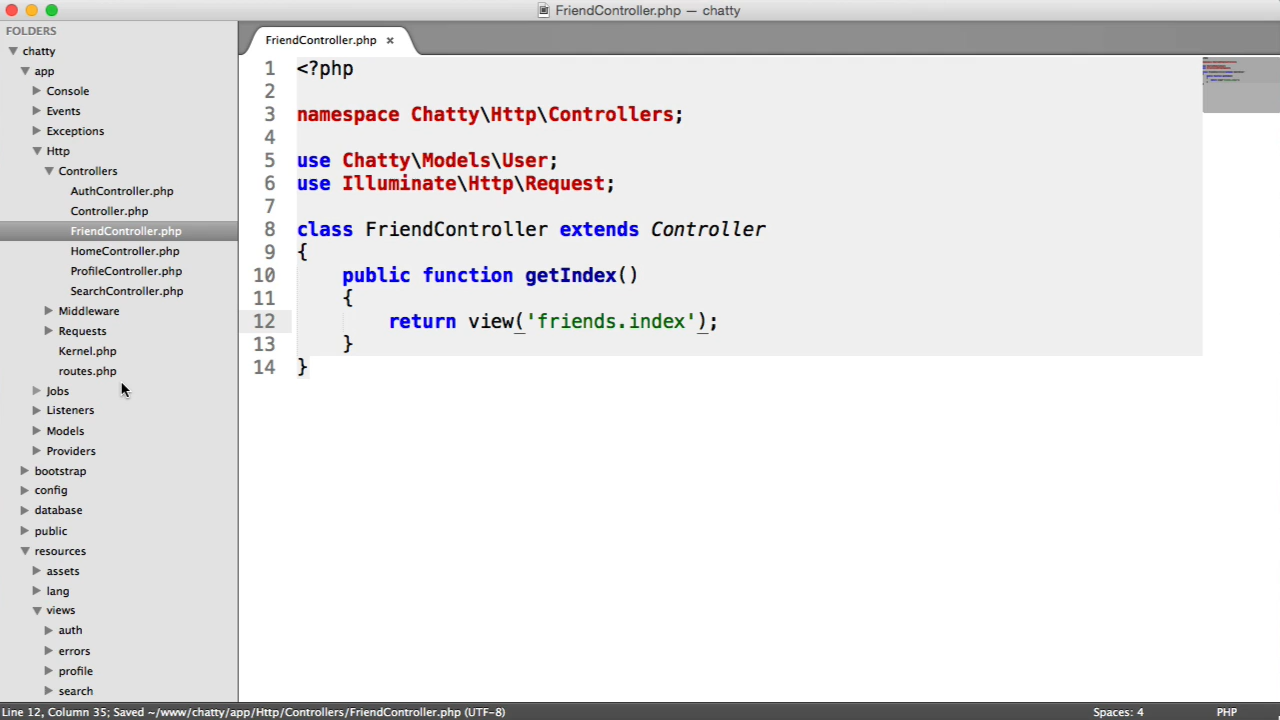 FriendController.php — chatty
FOLDERS
chatty
app
Console
Events
Exceptions
Http
Controllers
AuthController.php
Controller.php
FriendController.php
HomeController.php
ProfileController.php
SearchController.php
Middleware
Requests
Kernel.php
routes.php
Jobs
Listeners
Models
Providers
bootstrap
config
database
public
resources
assets
lang
views
auth
errors
profile
search
FriendController.php ×
1 <?php
2
3 namespace Chatty\Http\Controllers;
4
5 use Chatty\Models\User;
6 use Illuminate\Http\Request;
7
8 class FriendController extends Controller
9 {
10     public function getIndex()
11     {
12         return view('friends.index');
13     }
14 }
Line 12, Column 35; Saved ~/www/chatty/app/Http/Controllers/FriendController.php (UTF-8)
Spaces: 4
PHP